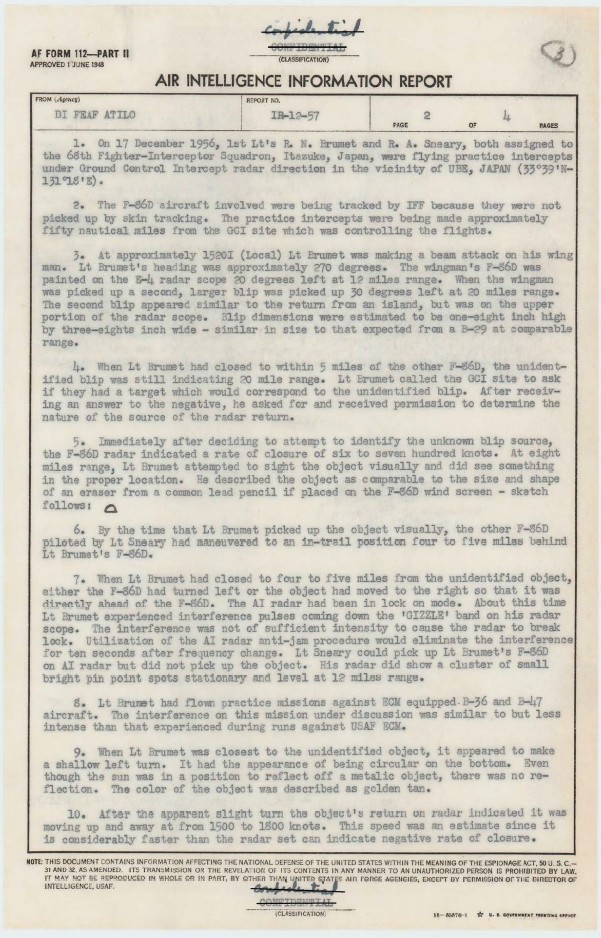 confidential
CONFIDENTIAL
(CLASSIFICATION)
3
AF FORM 112—PART II
APPROVED 1 JUNE 1948
AIR INTELLIGENCE INFORMATION REPORT
FROM (Agency)
REPORT NO.
DI FEAF ATILO
IR-12-57
PAGE 2 OF 4 PAGES
1. On 17 December 1956, 1st Lt's R. N. Brumet and R. A. Sneary, both assigned to
the 68th Fighter-Interceptor Squadron, Itazuke, Japan, were flying practice intercepts
under Ground Control Intercept radar direction in the vicinity of UBE, JAPAN (33°39'N-
131°18'E).
2. The F-86D aircraft involved were being tracked by IFF because they were not
picked up by skin tracking. The practice intercepts were being made approximately
fifty nautical miles from the GCI site which was controlling the flights.
3. At approximately 1520I (Local) Lt Brumet was making a beam attack on his wing
man. Lt Brumet's heading was approximately 270 degrees. The wingman's F-86D was
painted on the E-4 radar scope 20 degrees left at 12 miles range. When the wingman
was picked up a second, larger blip was picked up 30 degrees left at 20 miles range.
The second blip appeared similar to the return from an island, but was on the upper
portion of the radar scope. Blip dimensions were estimated to be one-eight inch high
by three-eights inch wide - similar in size to that expected from a B-29 at comparable
range.
4. When Lt Brumet had closed to within 5 miles of the other F-86D, the unident-
ified blip was still indicating 20 mile range. Lt Brumet called the GCI site to ask
if they had a target which would correspond to the unidentified blip. After receiv-
ing an answer to the negative, he asked for and received permission to determine the
nature of the source of the radar return.
5. Immediately after deciding to attempt to identify the unknown blip source,
the F-86D radar indicated a rate of closure of six to seven hundred knots. At eight
miles range, Lt Brumet attempted to sight the object visually and did see something
in the proper location. He described the object as comparable to the size and shape
of an eraser from a common lead pencil if placed on the F-86D wind screen - sketch
follows:
6. By the time that Lt Brumet picked up the object visually, the other F-86D
piloted by Lt Sneary had maneuvered to an in-trail position four to five miles behind
Lt Brumet's F-86D.
7. When Lt Brumet had closed to four to five miles from the unidentified object,
either the F-86D had turned left or the object had moved to the right so that it was
directly ahead of the F-86D. The AI radar had been in lock on mode. About this time
Lt Brumet experienced interference pulses coming down the 'GIZZLE' band on his radar
scope. The interference was not of sufficient intensity to cause the radar to break
lock. Utilization of the AI radar anti-jam procedure would eliminate the interference
for ten seconds after frequency change. Lt Sneary could pick up Lt Brumet's F-86D
on AI radar but did not pick up the object. His radar did show a cluster of small
bright pin point spots stationary and level at 12 miles range.
8. Lt Brumet had flown practice missions against ECM equipped B-36 and B-47
aircraft. The interference on this mission under discussion was similar to but less
intense than that experienced during runs against USAF ECM.
9. When Lt Brumet was closest to the unidentified object, it appeared to make
a shallow left turn. It had the appearance of being circular on the bottom. Even
though the sun was in a position to reflect off a metalic object, there was no re-
flection. The color of the object was described as golden tan.
10. After the apparent slight turn the object's return on radar indicated it was
moving up and away at from 1500 to 1800 knots. This speed was an estimate since it
is considerably faster than the radar set can indicate negative rate of closure.
NOTE: THIS DOCUMENT CONTAINS INFORMATION AFFECTING THE NATIONAL DEFENSE OF THE UNITED STATES WITHIN THE MEANING OF THE ESPIONAGE ACT, 50 U. S. C.—
31 AND 32, AS AMENDED. ITS TRANSMISSION OR THE REVELATION OF ITS CONTENTS IN ANY MANNER TO AN UNAUTHORIZED PERSON IS PROHIBITED BY LAW.
IT MAY NOT BE REPRODUCED IN WHOLE OR IN PART, BY OTHER THAN UNITED STATES AIR FORCE AGENCIES, EXCEPT BY PERMISSION OF THE DIRECTOR OF
INTELLIGENCE, USAF.
confidential
CONFIDENTIAL
(CLASSIFICATION)
☆ U. S. GOVERNMENT PRINTING OFFICE